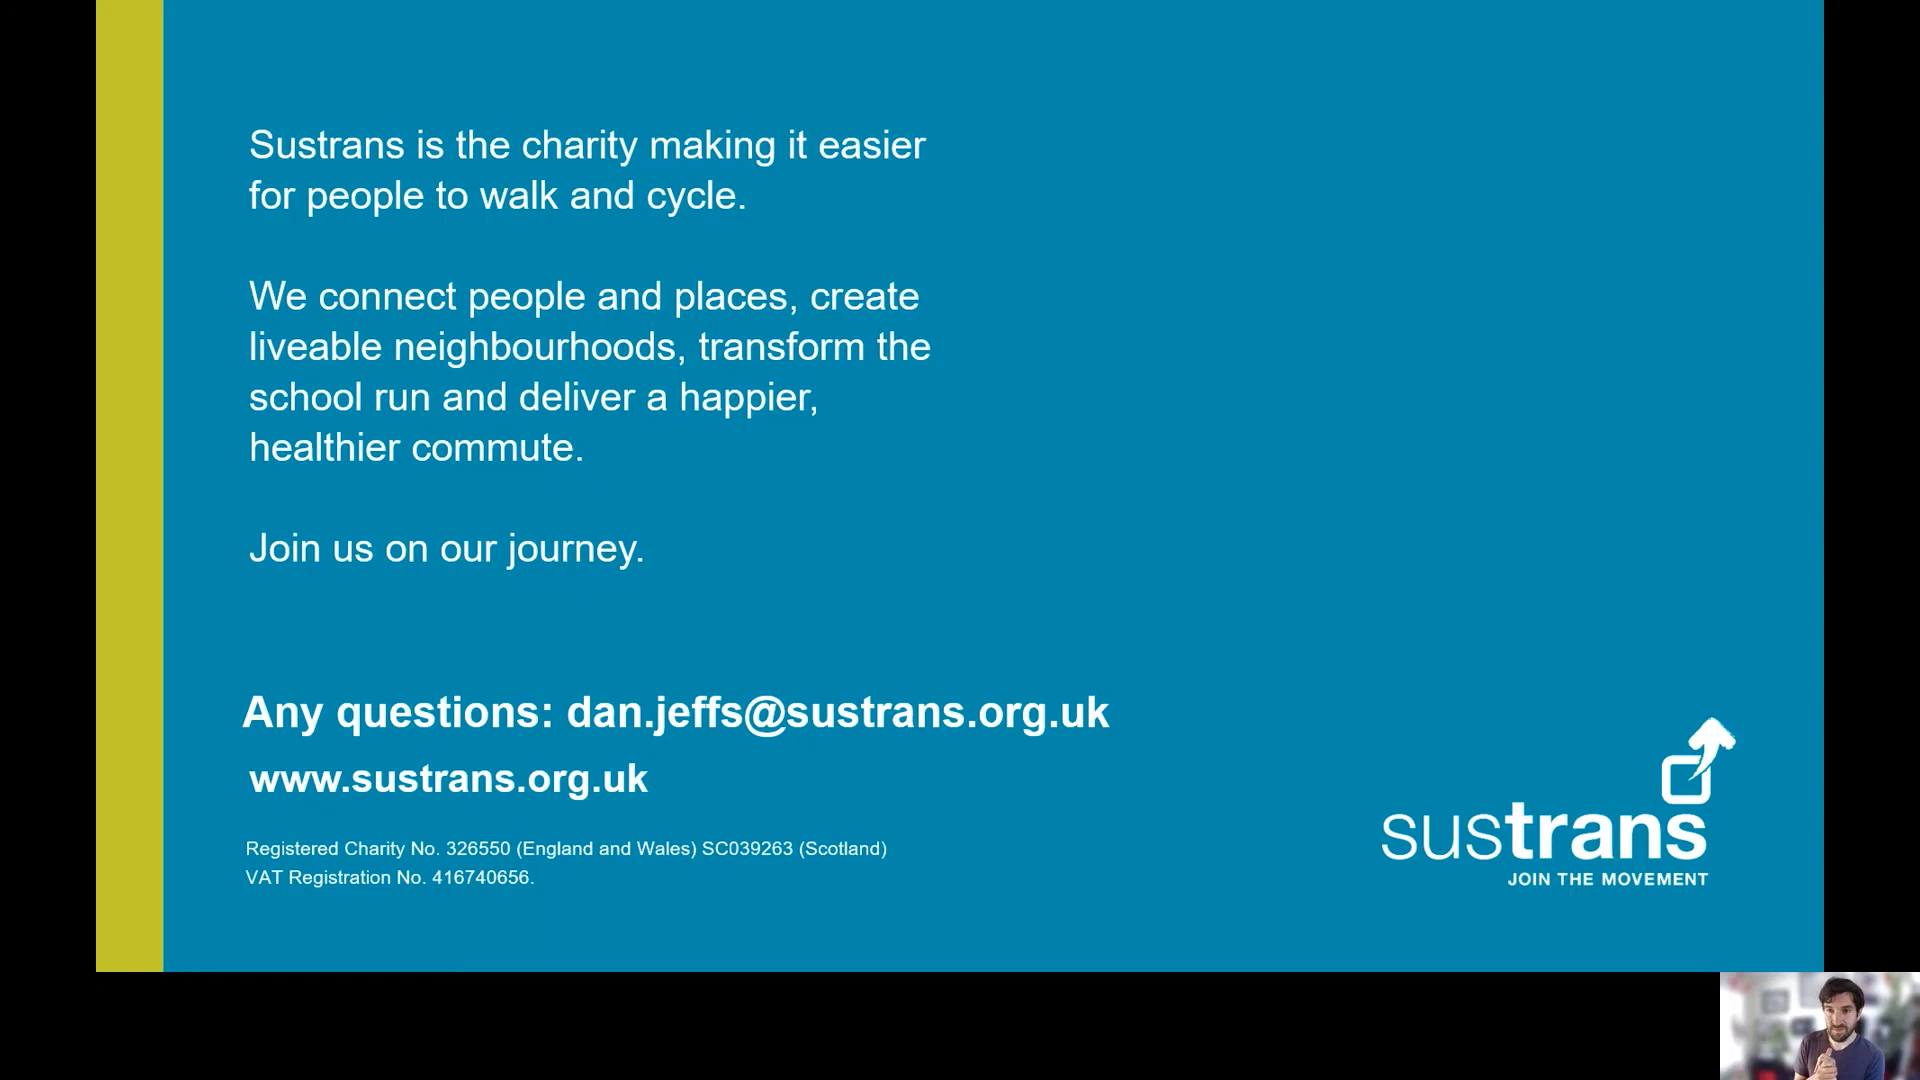 Sustrans is the charity making it easier
for people to walk and cycle.
We connect people and places, create
liveable neighbourhoods, transform the
school run and deliver a happier,
healthier commute.
Join us on our journey.
Any questions: dan.jeffs@sustrans.org.uk
www.sustrans.org.uk
Registered Charity No. 326550 (England and Wales) SC039263 (Scotland)
VAT Registration No. 416740656.
sustrans
JOIN THE MOVEMENT